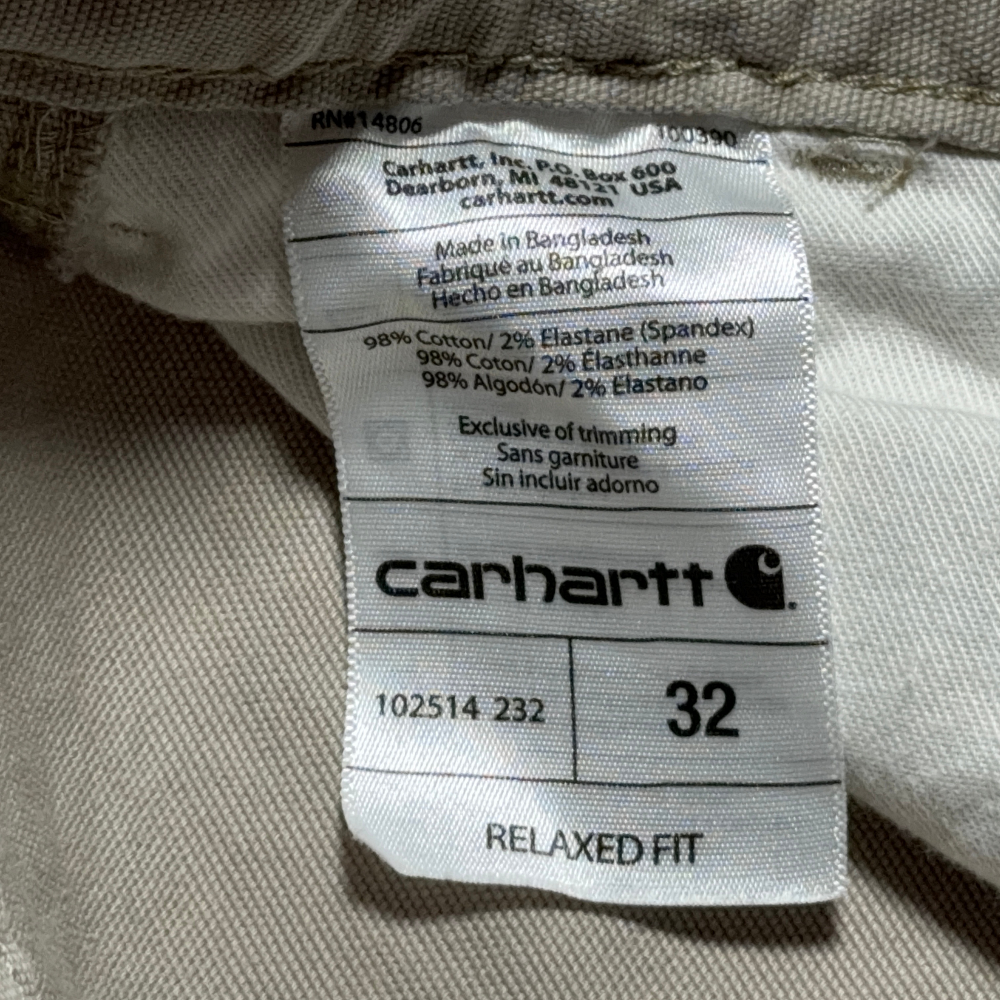 RN#14806 100390
Carhartt, Inc. P.O. Box 600
Dearborn, MI 48121 USA
carhartt.com
Made in Bangladesh
Fabriqué au Bangladesh
Hecho en Bangladesh
98% Cotton/ 2% Elastane (Spandex)
98% Coton/ 2% Élasthanne
98% Algodón/ 2% Elastano
Exclusive of trimming
Sans garniture
Sin incluir adorno
carhartt
102514 232 32
RELAXED FIT